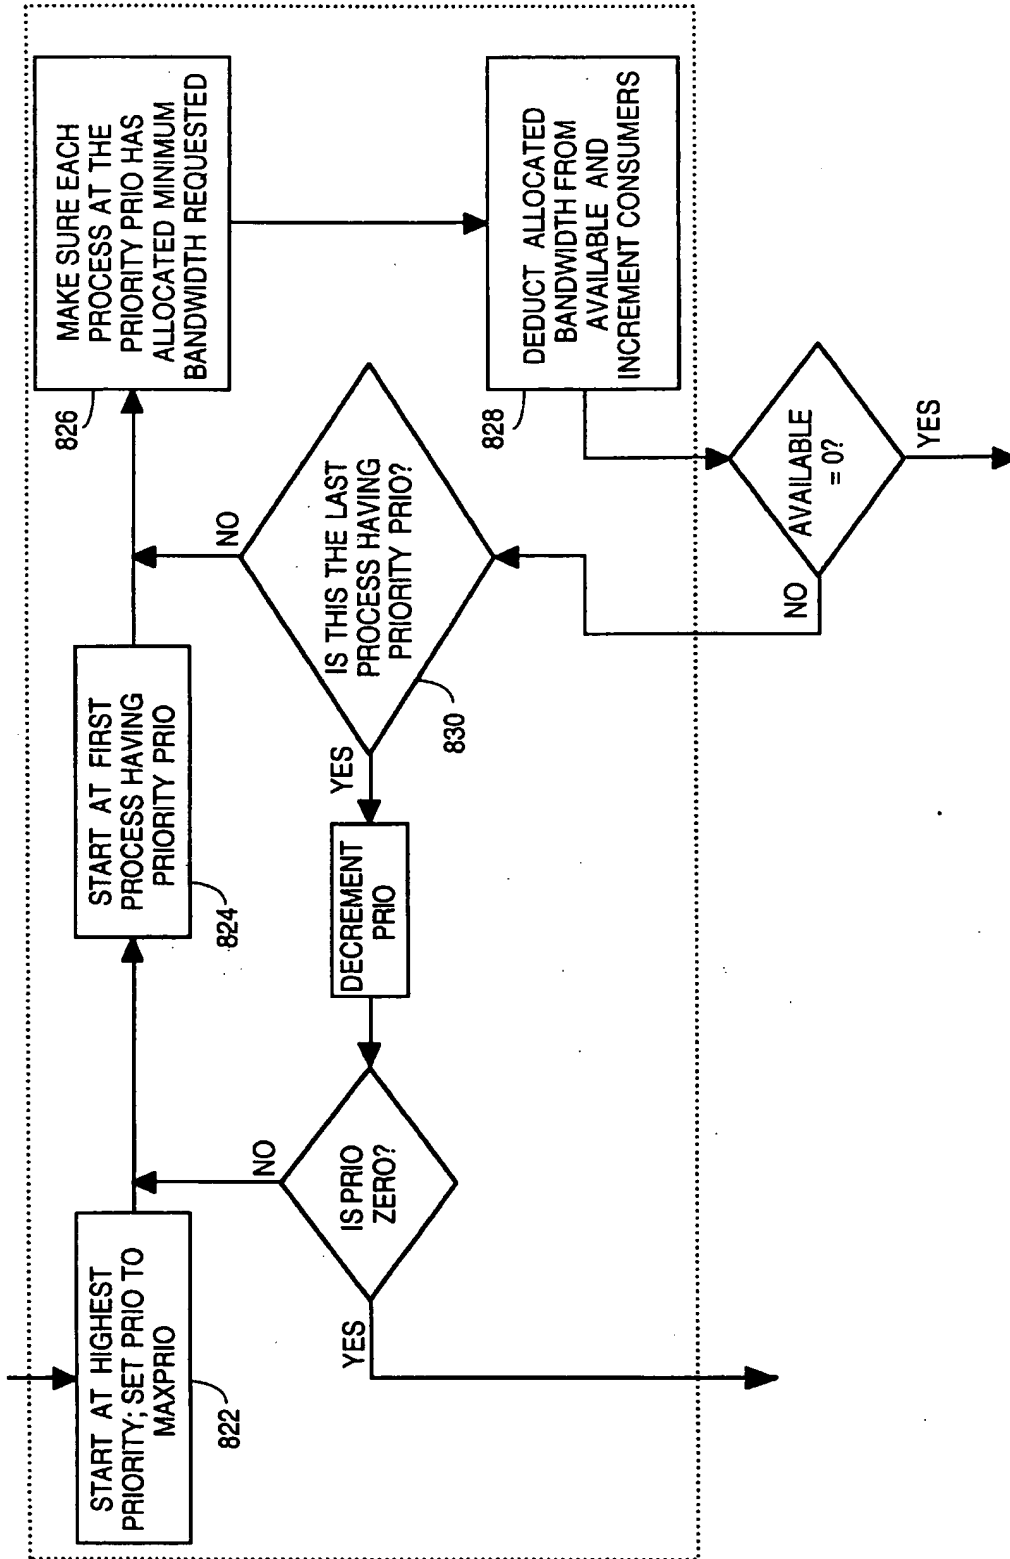 START AT HIGHEST
PRIORITY; SET PRIO TO
MAXPRIO
822
START AT FIRST
PROCESS HAVING
PRIORITY PRIO
824
MAKE SURE EACH
PROCESS AT THE
PRIORITY PRIO HAS
ALLOCATED MINIMUM
BANDWIDTH REQUESTED
826
DEDUCT ALLOCATED
BANDWIDTH FROM
AVAILABLE AND
INCREMENT CONSUMERS
828
AVAILABLE
= 0?
NO
YES
IS THIS THE LAST
PROCESS HAVING
PRIORITY PRIO?
830
NO
YES
DECREMENT
PRIO
IS PRIO
ZERO?
NO
YES